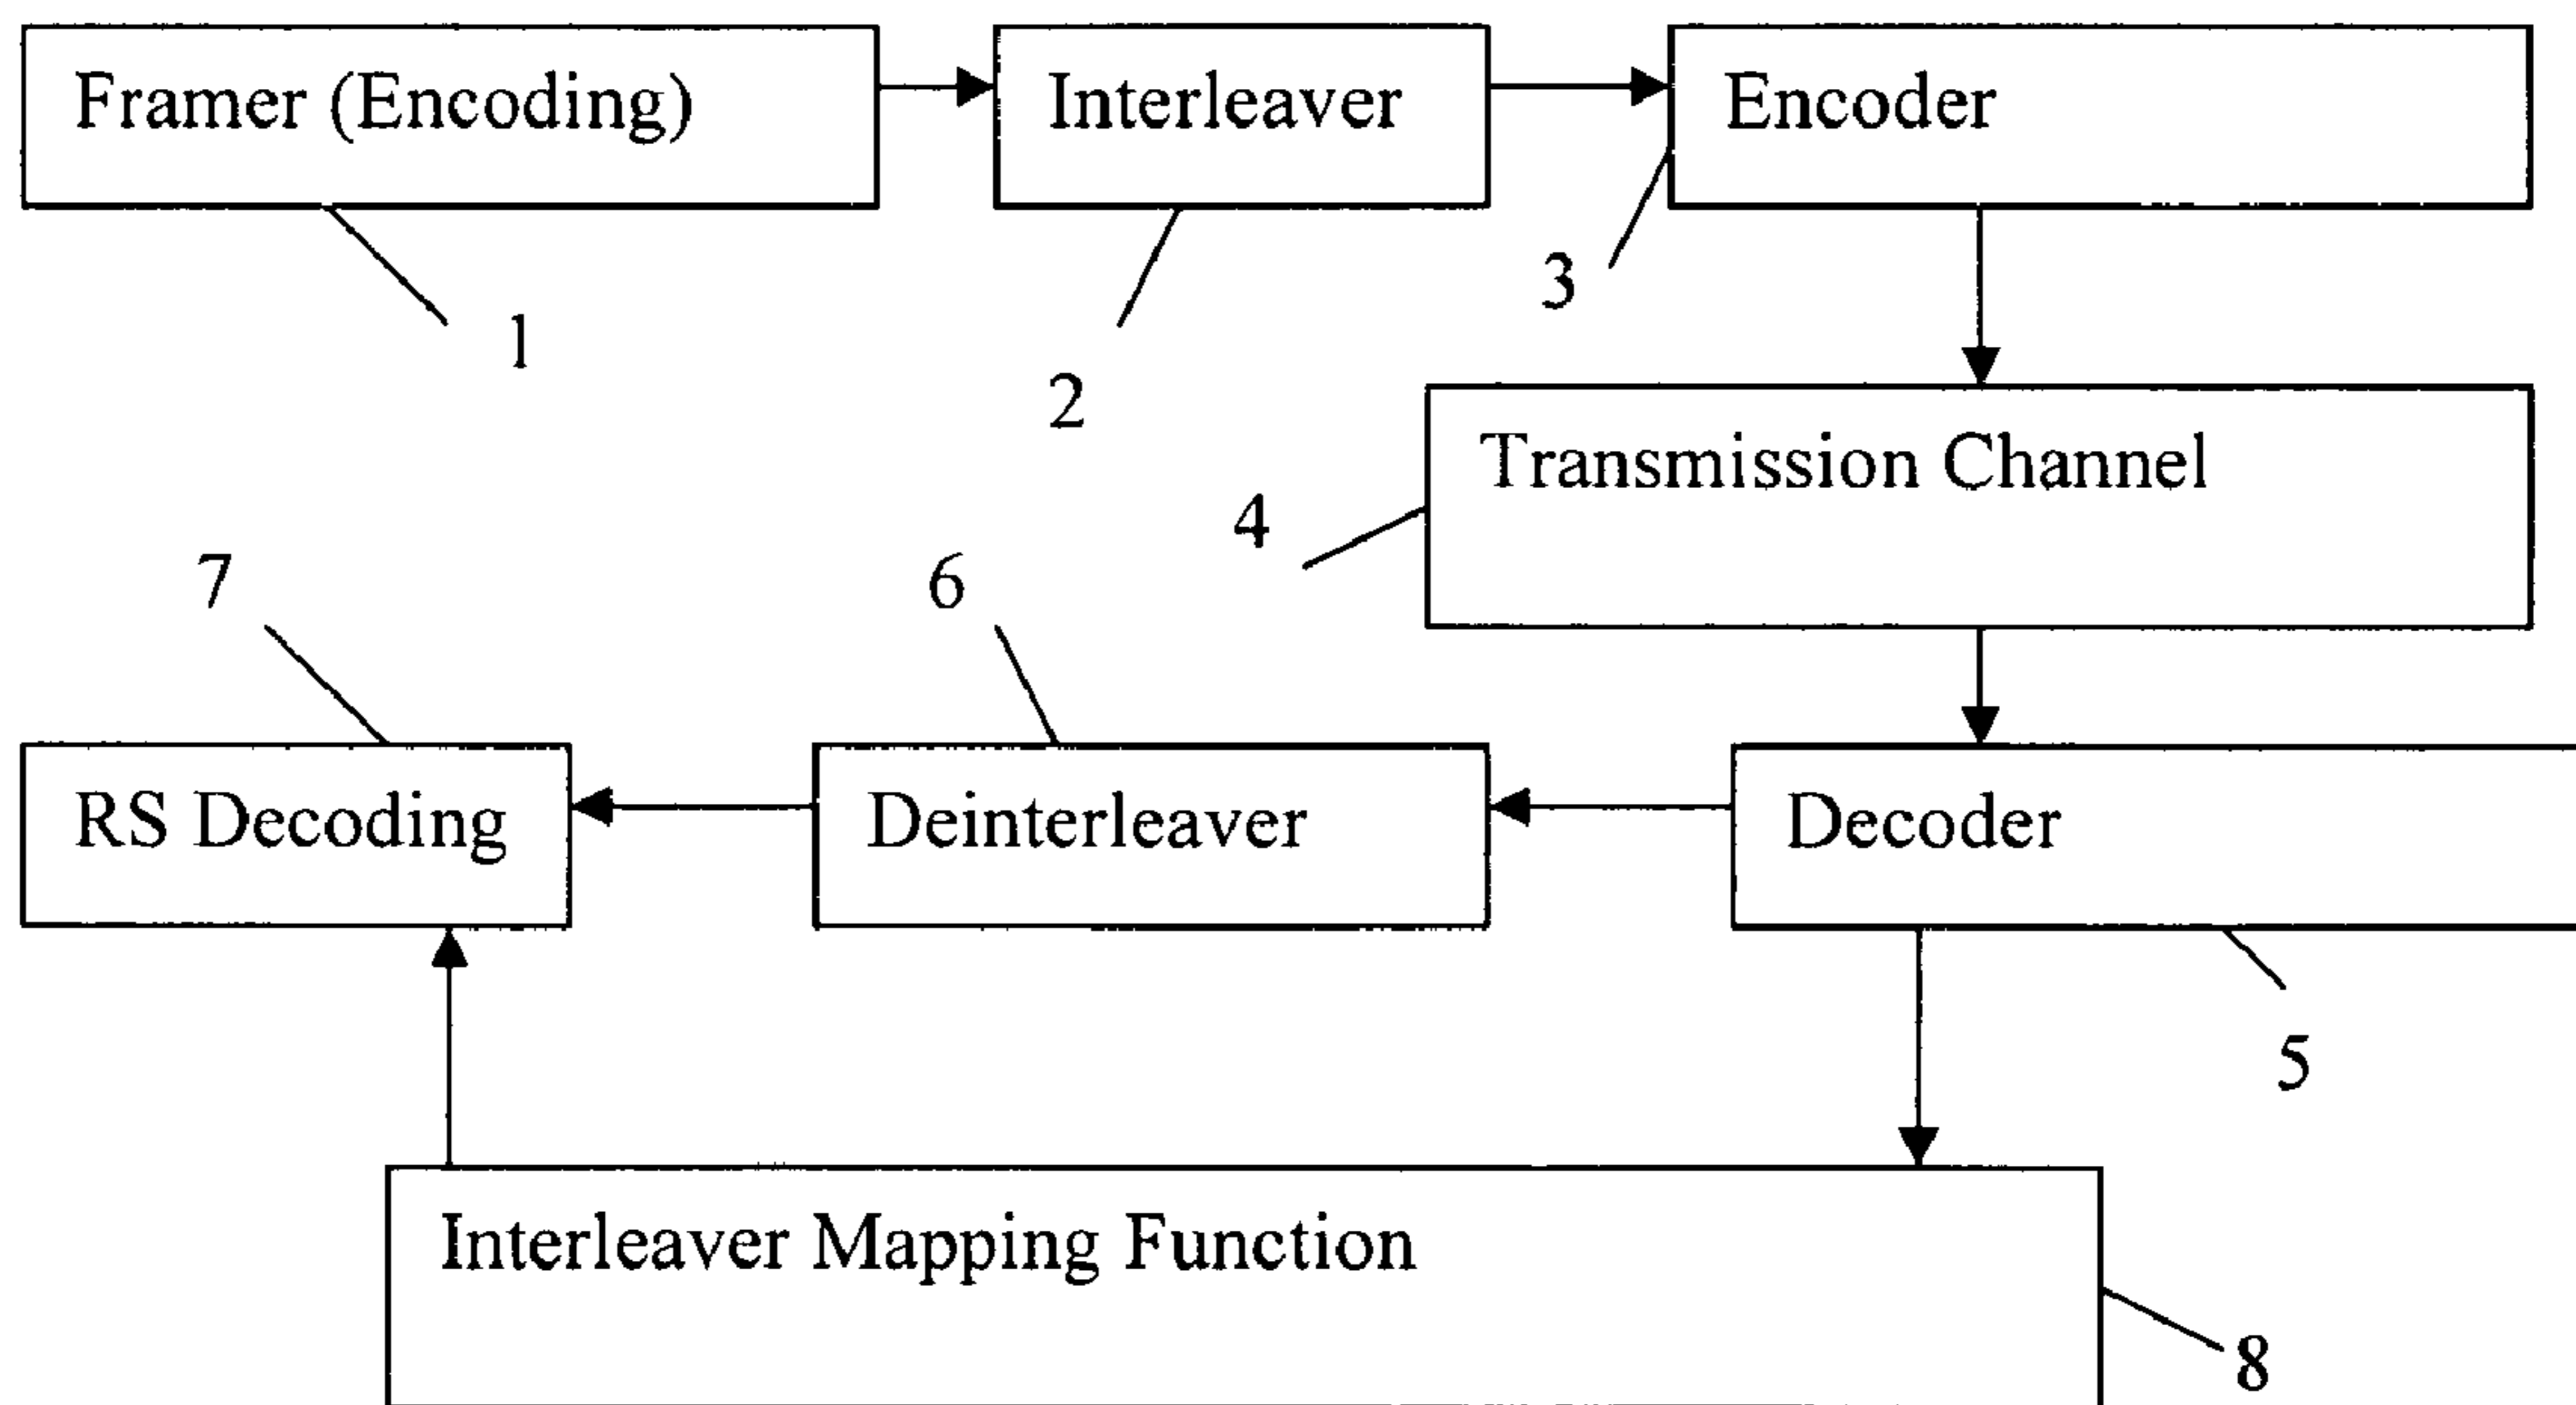 Framer (Encoding)
Interleaver
Encoder
1
2
3
Transmission Channel
4
7
6
RS Decoding
Deinterleaver
Decoder
5
Interleaver Mapping Function
8